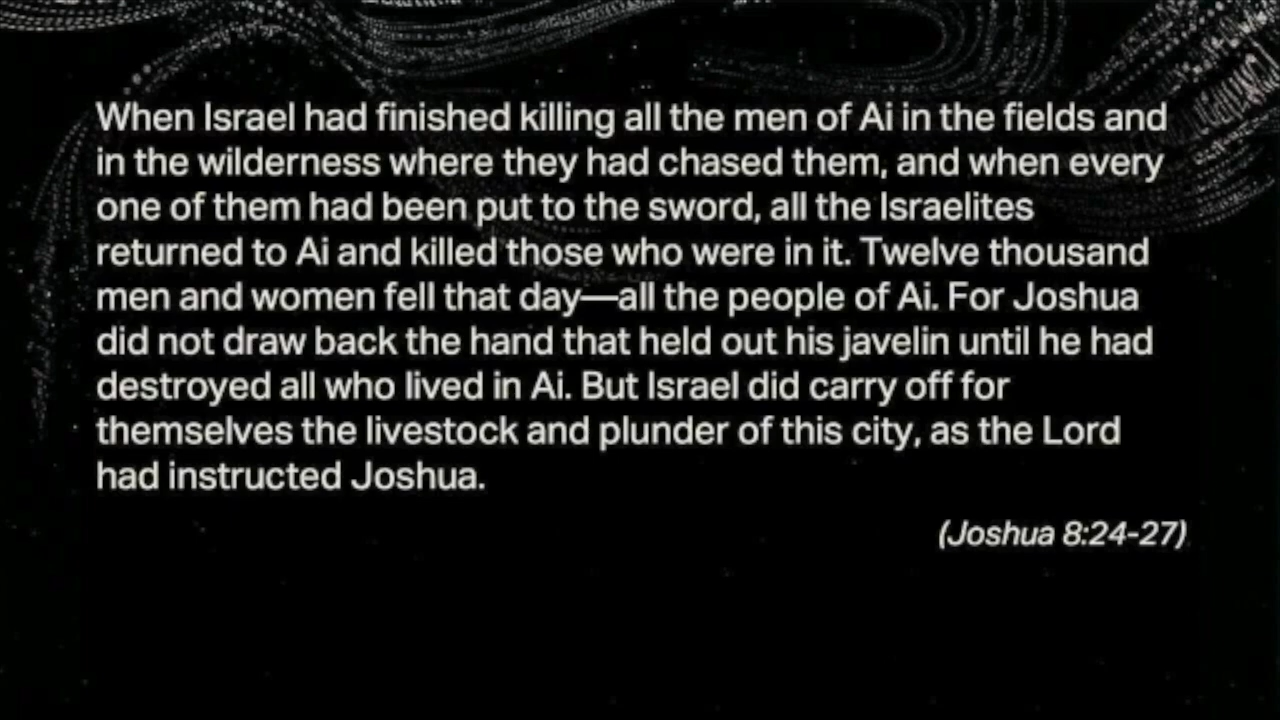 When Israel had finished killing all the men of Ai in the fields and
in the wilderness where they had chased them, and when every
one of them had been put to the sword, all the Israelites
returned to Ai and killed those who were in it. Twelve thousand
men and women fell that day—all the people of Ai. For Joshua
did not draw back the hand that held out his javelin until he had
destroyed all who lived in Ai. But Israel did carry off for
themselves the livestock and plunder of this city, as the Lord
had instructed Joshua.
(Joshua 8:24-27)